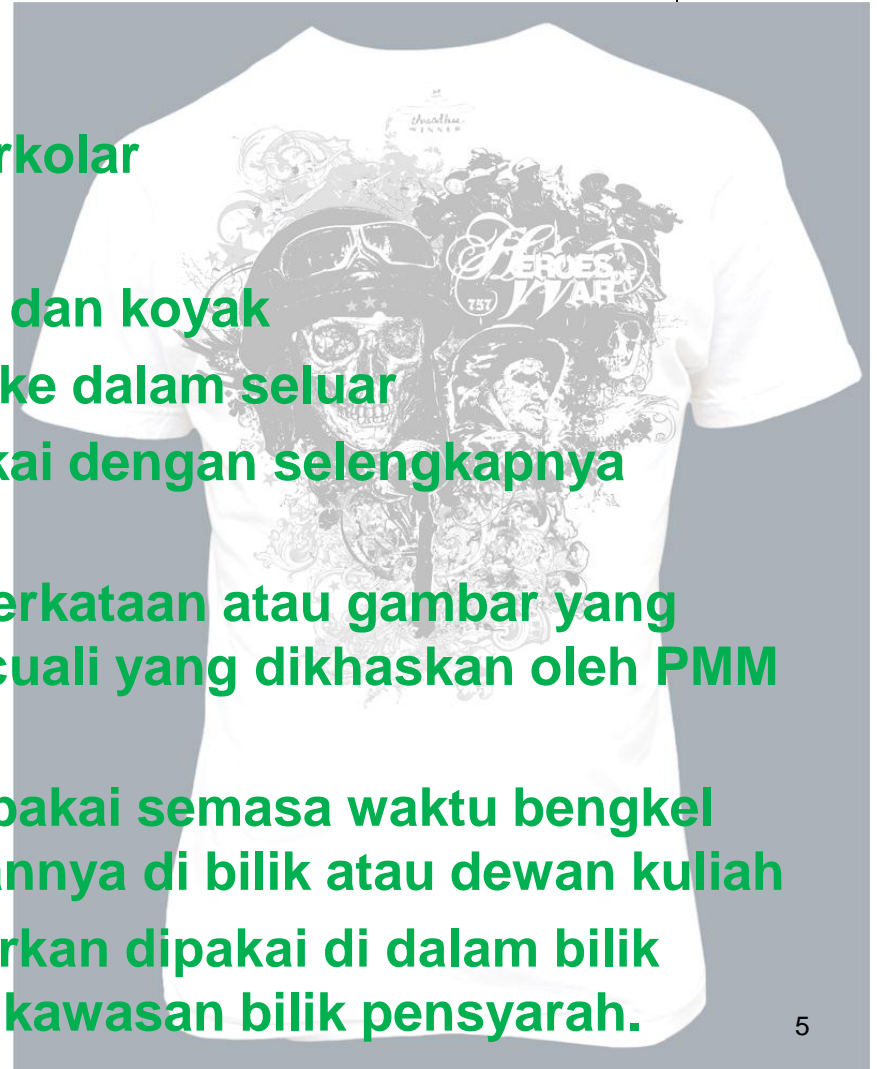 WINNER
rkolar
HEROES OF
WAR
757
dan koyak
ke dalam seluar
kai dengan selengkapnya
erkataan atau gambar yang
cuali yang dikhaskan oleh PMM
pakai semasa waktu bengkel
annya di bilik atau dewan kuliah
rkan dipakai di dalam bilik
kawasan bilik pensyarah.
5